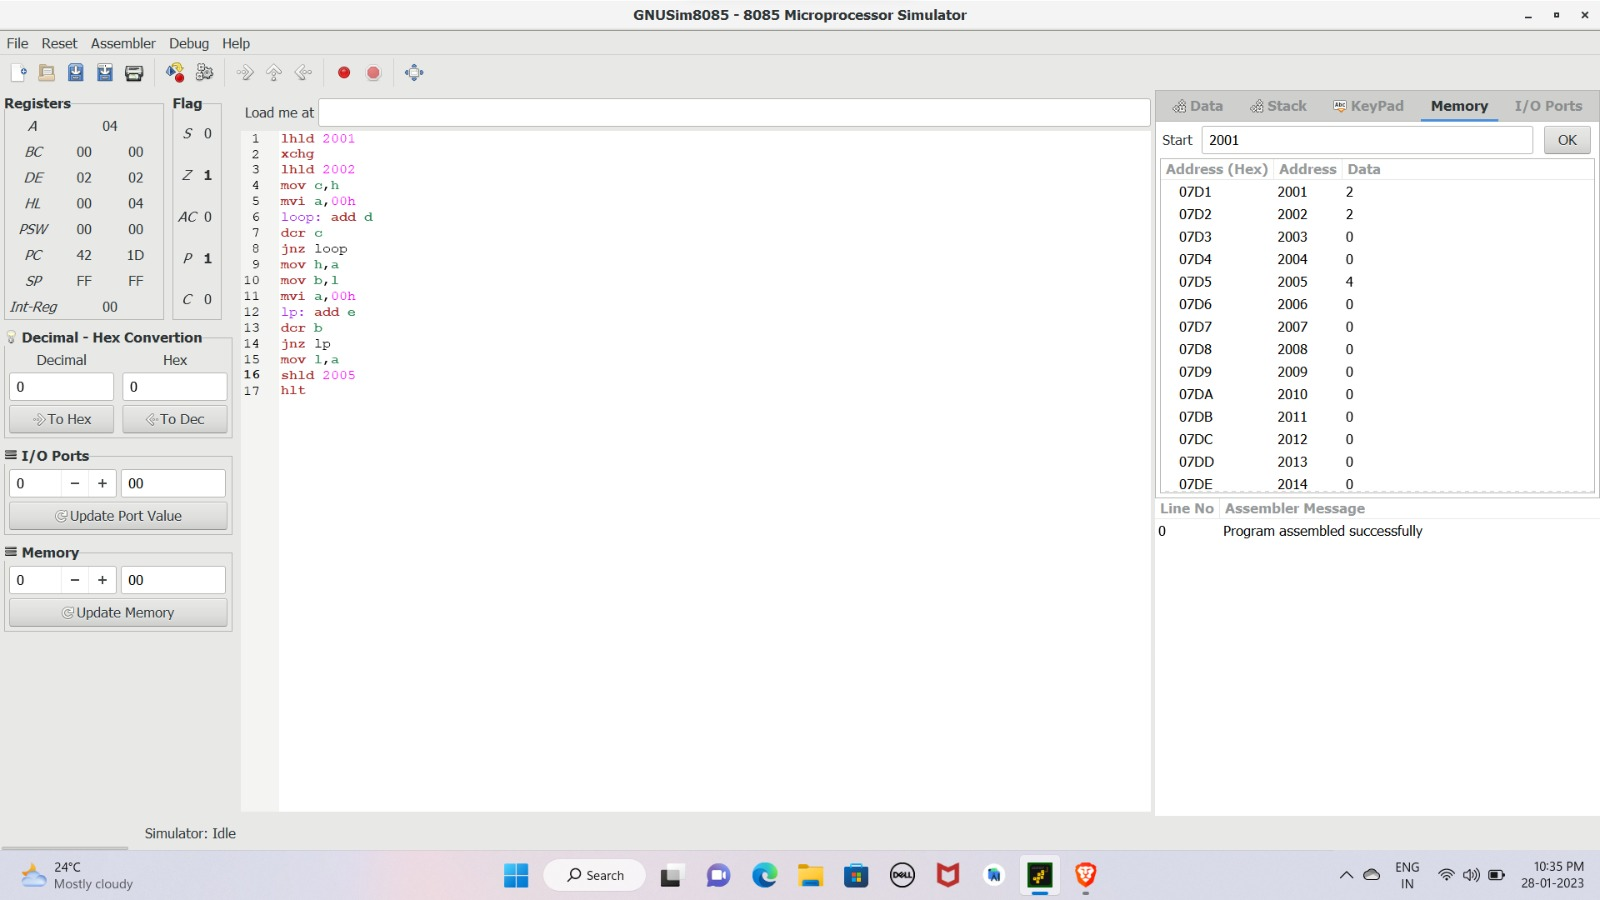 GNUSim8085 - 8085 Microprocessor Simulator
File Reset Assembler Debug Help
Registers
A 04
BC 00 00
DE 02 02
HL 00 04
PSW 00 00
PC 42 1D
SP FF FF
Int-Reg 00
Flag
S 0
Z 1
AC 0
P 1
C 0
Decimal - Hex Convertion
Decimal Hex
0 0
To Hex To Dec
I/O Ports
0 − + 00
Update Port Value
Memory
0 − + 00
Update Memory
Load me at
1 lhld 2001
2 xchg
3 lhld 2002
4 mov c,h
5 mvi a,00h
6 loop: add d
7 dcr c
8 jnz loop
9 mov h,a
10 mov b,l
11 mvi a,00h
12 lp: add e
13 dcr b
14 jnz lp
15 mov l,a
16 shld 2005
17 hlt
Data Stack Abc KeyPad Memory I/O Ports
Start 2001 OK
Address (Hex) Address Data
07D1 2001 2
07D2 2002 2
07D3 2003 0
07D4 2004 0
07D5 2005 4
07D6 2006 0
07D7 2007 0
07D8 2008 0
07D9 2009 0
07DA 2010 0
07DB 2011 0
07DC 2012 0
07DD 2013 0
07DE 2014 0
Line No Assembler Message
0 Program assembled successfully
Simulator: Idle
24°C
Mostly cloudy
Search
DELL
ENG
IN
10:35 PM
28-01-2023